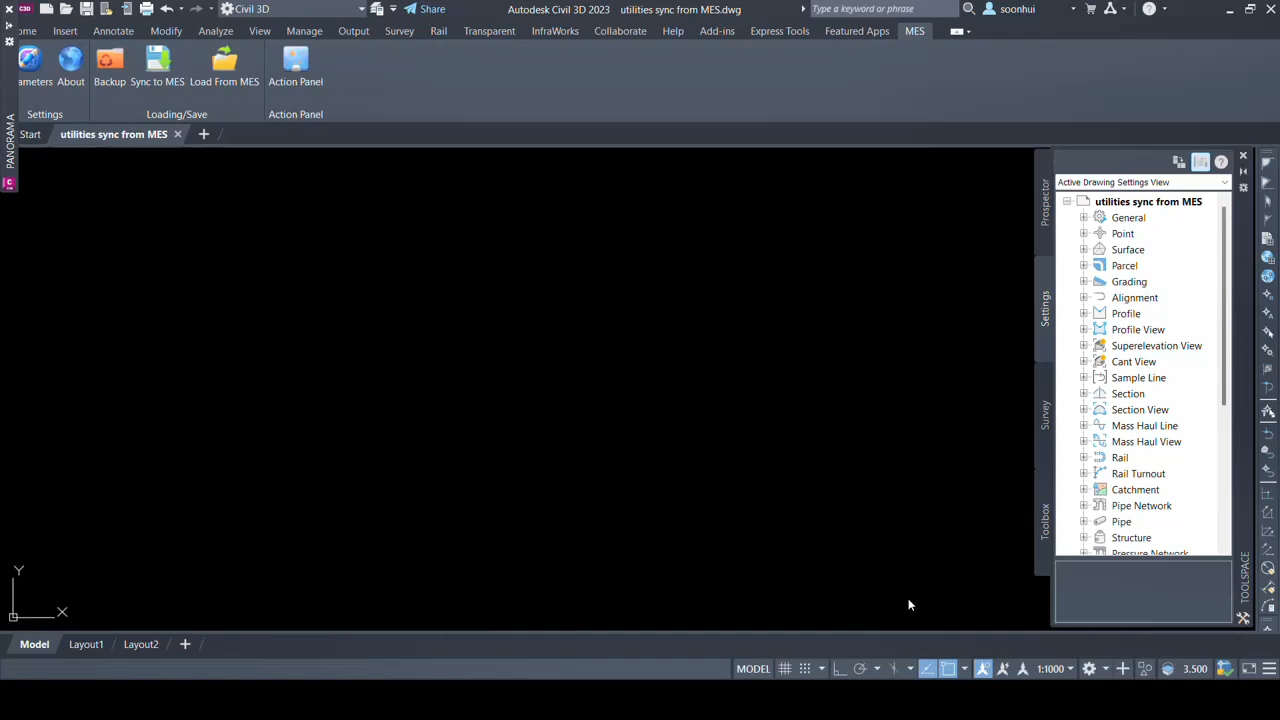 C3D
Civil 3D
Share
Autodesk Civil 3D 2023 utilities sync from MES.dwg
Type a keyword or phrase
soonhui
ome Insert Annotate Modify Analyze View Manage Output Survey Rail Transparent InfraWorks Collaborate Help Add-ins Express Tools Featured Apps MES
ameters About Backup Sync to MES Load From MES Action Panel
Settings Loading/Save Action Panel
Start utilities sync from MES
PANORAMA
Active Drawing Settings View
Prospector
Settings
Survey
Toolbox
utilities sync from MES
General
Point
Surface
Parcel
Grading
Alignment
Profile
Profile View
Superelevation View
Cant View
Sample Line
Section
Section View
Mass Haul Line
Mass Haul View
Rail
Rail Turnout
Catchment
Pipe Network
Pipe
Structure
Pressure Network
TOOLSPACE
Y
X
Model Layout1 Layout2
MODEL 1:1000 3.500